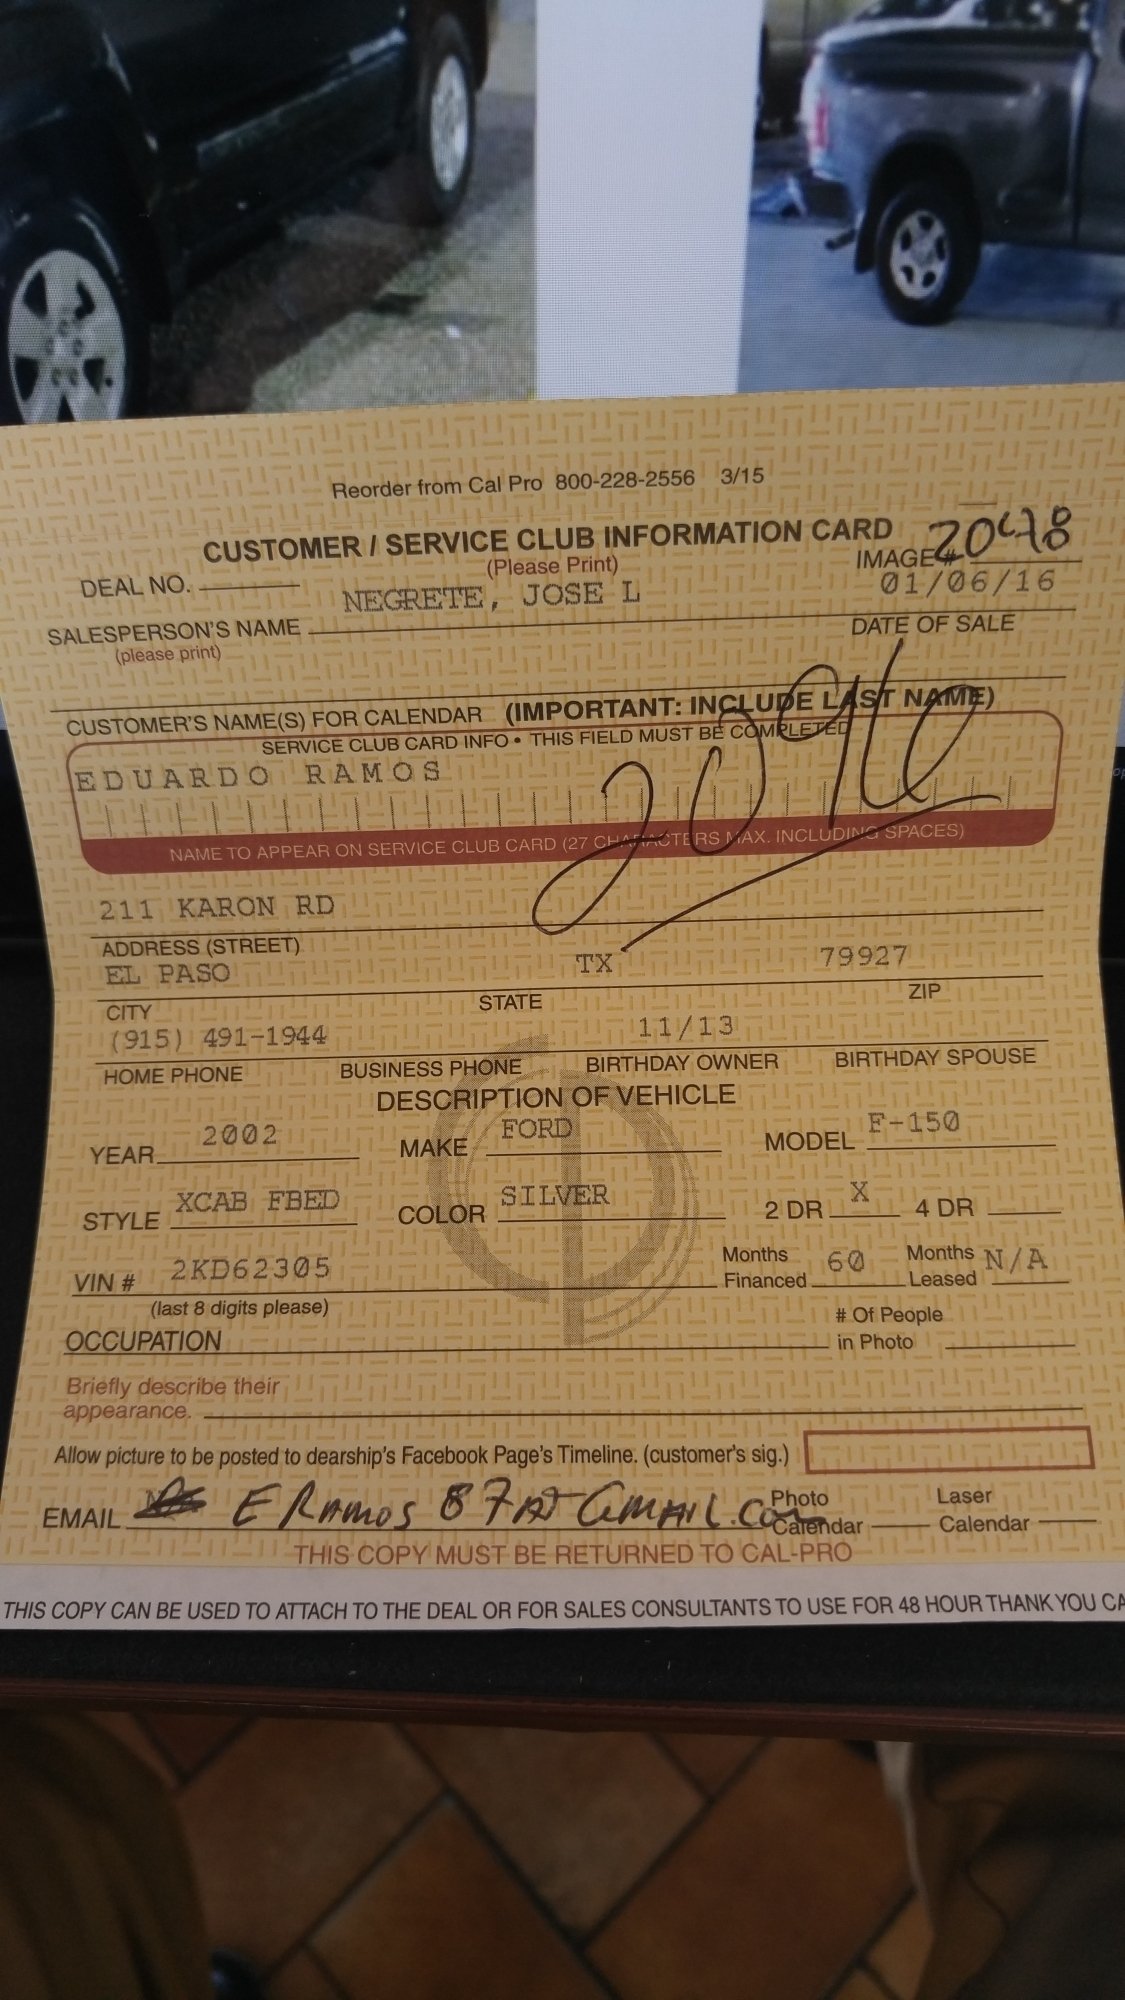 Reorder from Cal Pro 800-228-2556 3/15
CUSTOMER / SERVICE CLUB INFORMATION CARD
(Please Print)
IMAGE# 20478
DEAL NO.
NEGRETE, JOSE L
01/06/16
SALESPERSON'S NAME
(please print)
DATE OF SALE
CUSTOMER'S NAME(S) FOR CALENDAR (IMPORTANT: INCLUDE LAST NAME)
SERVICE CLUB CARD INFO • THIS FIELD MUST BE COMPLETED
EDUARDO RAMOS
NAME TO APPEAR ON SERVICE CLUB CARD (27 CHARACTERS MAX. INCLUDING SPACES)
211 KARON RD
ADDRESS (STREET)
EL PASO TX 79927
CITY STATE ZIP
(915) 491-1944 11/13
HOME PHONE BUSINESS PHONE BIRTHDAY OWNER BIRTHDAY SPOUSE
DESCRIPTION OF VEHICLE
YEAR 2002 MAKE FORD MODEL F-150
STYLE XCAB FBED COLOR SILVER 2 DR X 4 DR
VIN # 2KD62305 Months Financed 60 Months Leased N/A
(last 8 digits please)
OCCUPATION # Of People in Photo
Briefly describe their
appearance.
Allow picture to be posted to dearship's Facebook Page's Timeline. (customer's sig.)
EMAIL E RAMOS 87 AT GMAIL.COM Photo Calendar Laser Calendar
THIS COPY MUST BE RETURNED TO CAL-PRO
THIS COPY CAN BE USED TO ATTACH TO THE DEAL OR FOR SALES CONSULTANTS TO USE FOR 48 HOUR THANK YOU CA